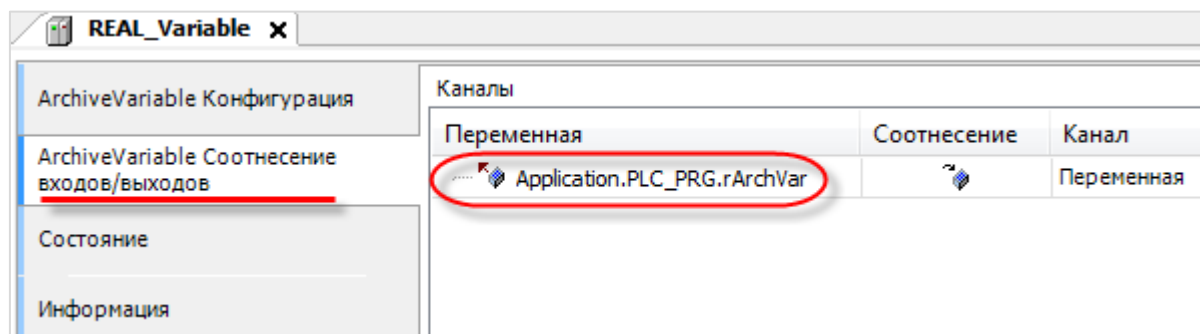 REAL_Variable x
ArchiveVariable Конфигурация
ArchiveVariable Соотнесение
входов/выходов
Состояние
Информация
Каналы
Переменная Соотнесение Канал
Application.PLC_PRG.rArchVar Переменная